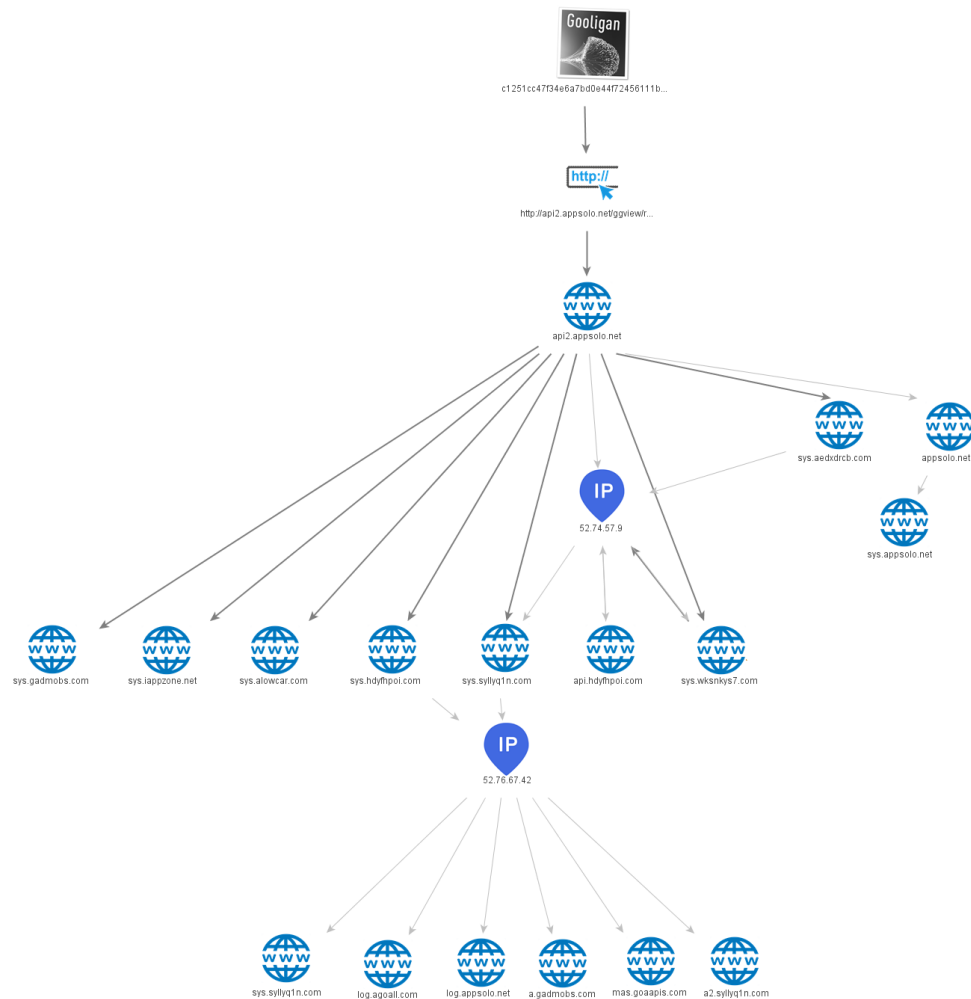 Gooligan
c1251cc47f34e6a7bd0e44f72456111b...
http://
http://api2.appsolo.net/ggview/r...
www
api2.appsolo.net
www
www
sys.aedxdrcb.com
appsolo.net
IP
52.74.57.9
www
sys.appsolo.net
www
www
www
www
www
www
www
sys.gadmobs.com
sys.iappzone.net
sys.alowcar.com
sys.hdyfhpoi.com
sys.syllyq1n.com
api.hdyfhpoi.com
sys.wksnkys7.com
IP
52.76.67.42
www
www
www
www
www
www
sys.syllyq1n.com
log.agoall.com
log.appsolo.net
a.gadmobs.com
mas.goaapis.com
a2.syllyq1n.com